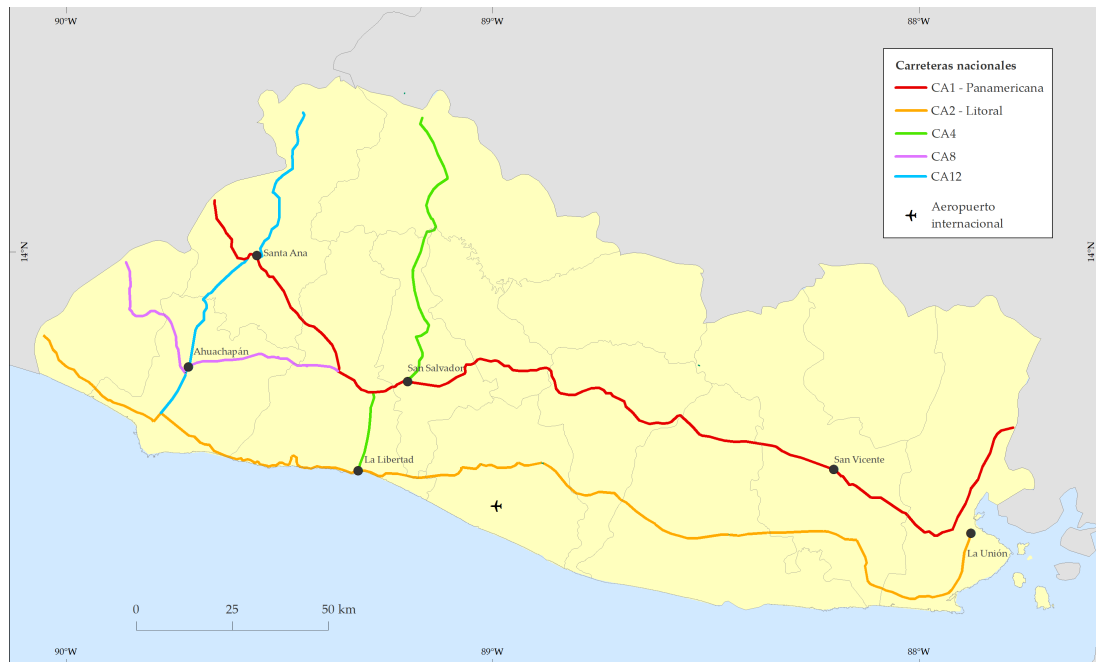 90°W
89°W
88°W
Carreteras nacionales
CA1 - Panamericana
CA2 - Litoral
CA4
CA8
CA12
Aeropuerto
internacional
14°N
14°N
Santa Ana
Ahuachapán
San Salvador
La Libertad
San Vicente
La Unión
0 25 50 km
90°W
89°W
88°W